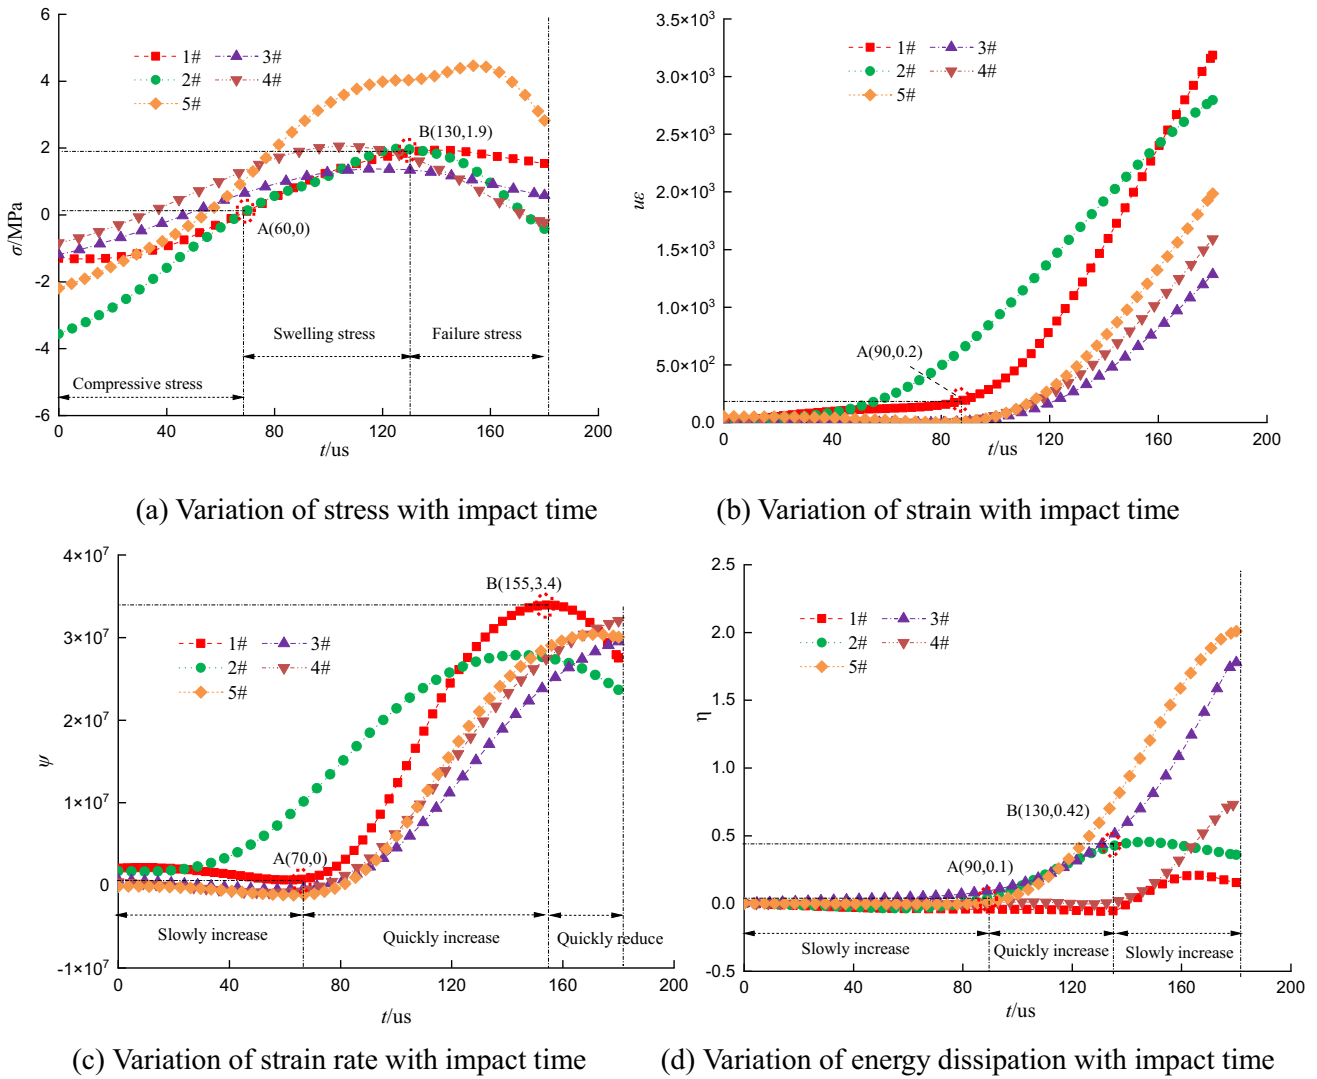 6
4
2
0
2
-4
-6
σ/MPa
1#
3#
2#
4#
5#
B(130,1.9)
A(60,0)
Swelling stress
Failure stress
Compressive stress
0
40
80
120
160
200
t/us
(a) Variation of stress with impact time
3.5×10³
3.0×10³
2.5×10³
2.0×10³
1.5×10³
1.0×10³
5.0×10²
0.0
uε
1#
3#
2#
4#
5#
A(90,0.2)
0
40
80
120
160
200
t/us
(b) Variation of strain with impact time
4×10⁷
3×10⁷
2×10⁷
1×10⁷
0
-1×10⁷
ψ
B(155,3.4)
1#
3#
2#
4#
5#
A(70,0)
Slowly increase
Quickly increase
Quickly reduce
0
40
80
120
160
200
t/us
(c) Variation of strain rate with impact time
2.5
2.0
1.5
1.0
0.5
0.0
-0.5
η
1#
3#
2#
4#
5#
B(130,0.42)
A(90,0.1)
Slowly increase
Quickly increase
Slowly increase
0
40
80
120
160
200
t/us
(d) Variation of energy dissipation with impact time